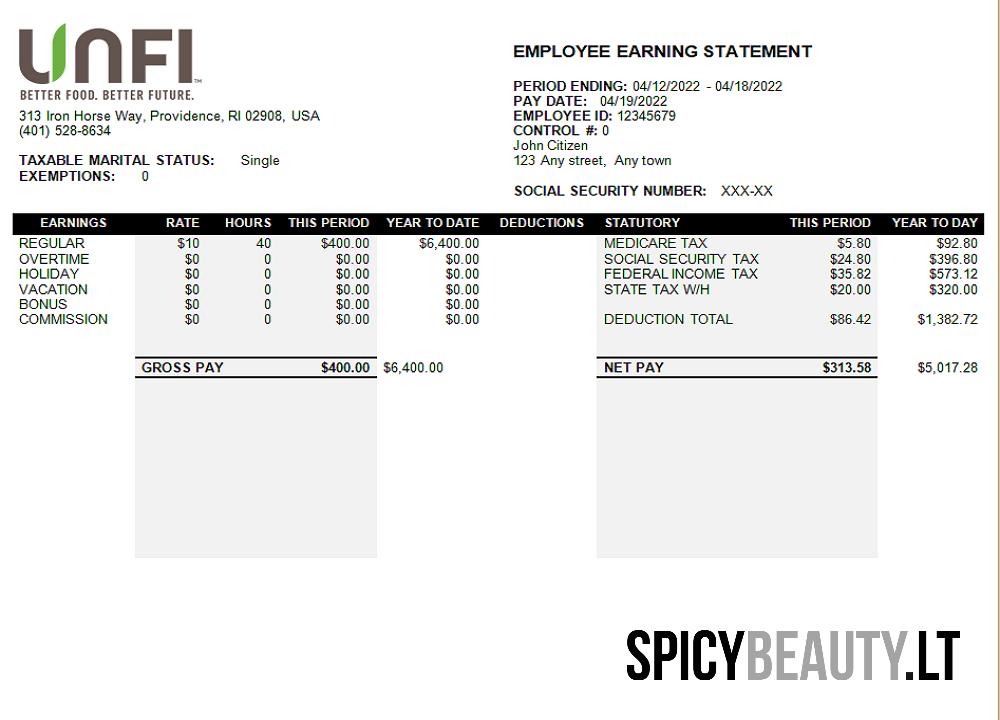 UNFI™
BETTER FOOD. BETTER FUTURE.
313 Iron Horse Way, Providence, RI 02908, USA
(401) 528-8634
TAXABLE MARITAL STATUS: Single
EXEMPTIONS: 0
EMPLOYEE EARNING STATEMENT
PERIOD ENDING: 04/12/2022 - 04/18/2022
PAY DATE: 04/19/2022
EMPLOYEE ID: 12345679
CONTROL #: 0
John Citizen
123 Any street, Any town
SOCIAL SECURITY NUMBER: XXX-XX
EARNINGS RATE HOURS THIS PERIOD YEAR TO DATE DEDUCTIONS STATUTORY THIS PERIOD YEAR TO DAY
REGULAR $10 40 $400.00 $6,400.00 MEDICARE TAX $5.80 $92.80
OVERTIME $0 0 $0.00 $0.00 SOCIAL SECURITY TAX $24.80 $396.80
HOLIDAY $0 0 $0.00 $0.00 FEDERAL INCOME TAX $35.82 $573.12
VACATION $0 0 $0.00 $0.00 STATE TAX W/H $20.00 $320.00
BONUS $0 0 $0.00 $0.00
COMMISSION $0 0 $0.00 $0.00 DEDUCTION TOTAL $86.42 $1,382.72
GROSS PAY $400.00 $6,400.00 NET PAY $313.58 $5,017.28
SPICYBEAUTY.LT